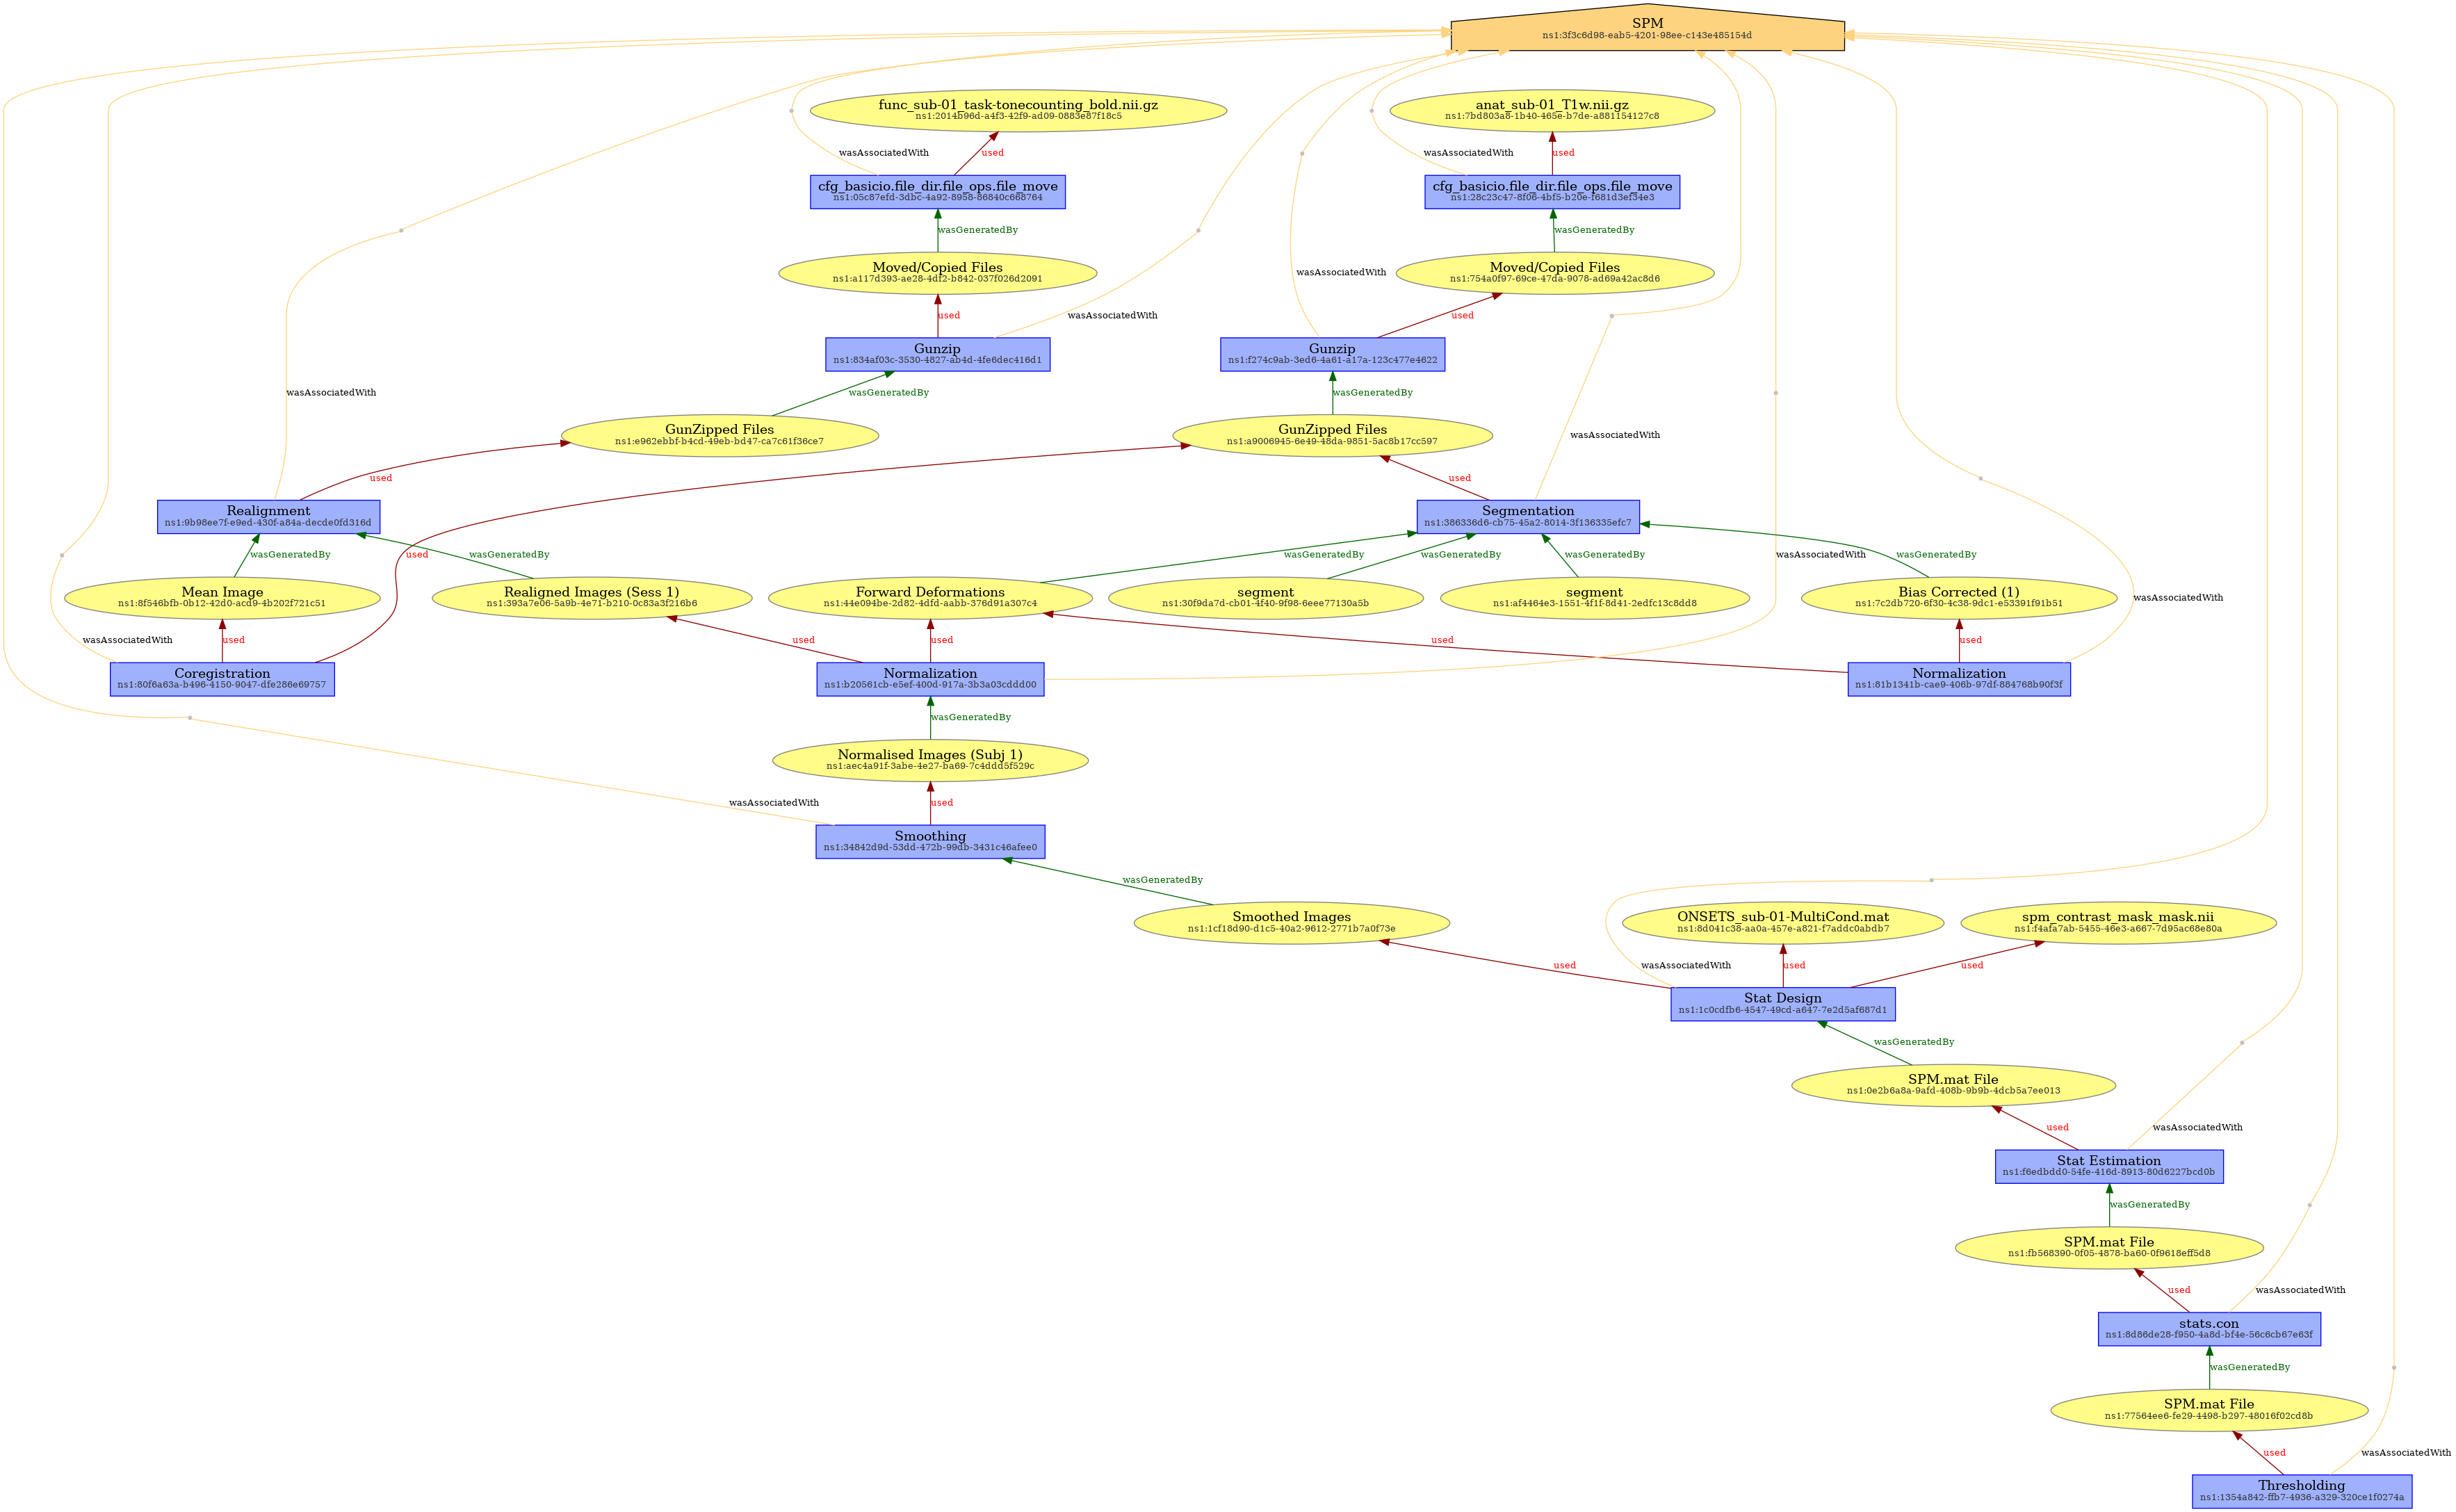 SPM
ns1:3f3c6d98-eab5-4201-98ee-c143e485154d
func_sub-01_task-tonecounting_bold.nii.gz
ns1:2014b96d-a4f3-42f9-ad09-0883e87f18c5
anat_sub-01_T1w.nii.gz
ns1:7bd803a8-1b40-465e-b7de-a881154127c8
wasAssociatedWith
used
wasAssociatedWith
used
cfg_basicio.file_dir.file_ops.file_move
ns1:05c87efd-3dbc-4a92-8958-86840c668764
cfg_basicio.file_dir.file_ops.file_move
ns1:28c23c47-8f06-4bf5-b20e-f681d3ef34e3
wasGeneratedBy
wasGeneratedBy
Moved/Copied Files
ns1:a117d393-ae28-4df2-b842-037f026d2091
wasAssociatedWith
Moved/Copied Files
ns1:754a0f97-69ce-47da-9078-ad69a42ac8d6
used
wasAssociatedWith
used
Gunzip
ns1:834af03c-3530-4827-ab4d-4fe6dec416d1
Gunzip
ns1:f274c9ab-3ed6-4a61-a17a-123c477e4622
wasAssociatedWith
wasGeneratedBy
wasGeneratedBy
GunZipped Files
ns1:e962ebbf-b4cd-49eb-bd47-ca7c61f36ce7
GunZipped Files
ns1:a9006945-6e49-48da-9851-5ac8b17cc597
wasAssociatedWith
used
used
Realignment
ns1:9b98ee7f-e9ed-430f-a84a-decde0fd316d
Segmentation
ns1:386336d6-cb75-45a2-8014-3f136335efc7
wasGeneratedBy
used
wasGeneratedBy
wasGeneratedBy
wasGeneratedBy
wasGeneratedBy
wasAssociatedWith
wasGeneratedBy
Mean Image
ns1:8f546bfb-0b12-42d0-acd9-4b202f721c51
Realigned Images (Sess 1)
ns1:393a7e06-5a9b-4e71-b210-0c83a3f216b6
Forward Deformations
ns1:44e094be-2d82-4dfd-aabb-376d91a307c4
segment
ns1:30f9da7d-cb01-4f40-9f98-6eee77130a5b
segment
ns1:af4464e3-1551-4f1f-8d41-2edfc13c8dd8
Bias Corrected (1)
ns1:7c2db720-6f30-4c38-9dc1-e53391f91b51
wasAssociatedWith
wasAssociatedWith
used
used
used
used
used
Coregistration
ns1:80f6a63a-b496-4150-9047-dfe286e69757
Normalization
ns1:b20561cb-e5ef-400d-917a-3b3a03cddd00
Normalization
ns1:81b1341b-cae9-406b-97df-884768b90f3f
wasGeneratedBy
Normalised Images (Subj 1)
ns1:aec4a91f-3abe-4e27-ba69-7c4ddd5f529c
wasAssociatedWith
used
Smoothing
ns1:34842d9d-53dd-472b-99db-3431c46afee0
wasGeneratedBy
Smoothed Images
ns1:1cf18d90-d1c5-40a2-9612-2771b7a0f73e
ONSETS_sub-01-MultiCond.mat
ns1:8d041c38-aa0a-457e-a821-f7addc0abdb7
spm_contrast_mask_mask.nii
ns1:f4afa7ab-5455-46e3-a667-7d95ac68e80a
used
wasAssociatedWith
used
used
Stat Design
ns1:1c0cdfb6-4547-49cd-a647-7e2d5af687d1
wasGeneratedBy
SPM.mat File
ns1:0e2b6a8a-9afd-408b-9b9b-4dcb5a7ee013
used
wasAssociatedWith
Stat Estimation
ns1:f6edbdd0-54fe-416d-8913-80d6227bcd0b
wasGeneratedBy
SPM.mat File
ns1:fb568390-0f05-4878-ba60-0f9618eff5d8
used
wasAssociatedWith
stats.con
ns1:8d86de28-f950-4a8d-bf4e-56c6cb67e63f
wasGeneratedBy
SPM.mat File
ns1:77564ee6-fe29-4498-b297-48016f02cd8b
used
wasAssociatedWith
Thresholding
ns1:1354a842-ffb7-4936-a329-320ce1f0274a